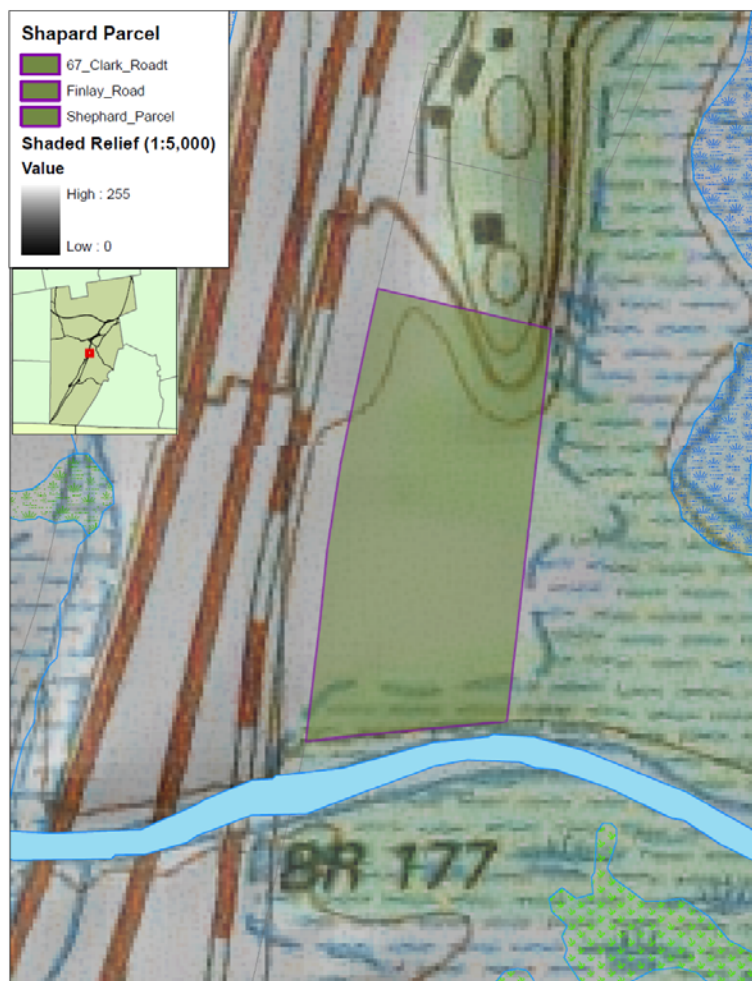 Shapard Parcel
67_Clark_Roadt
Finlay_Road
Shephard_Parcel
Shaded Relief (1:5,000)
Value
High : 255
Low : 0
BR 177